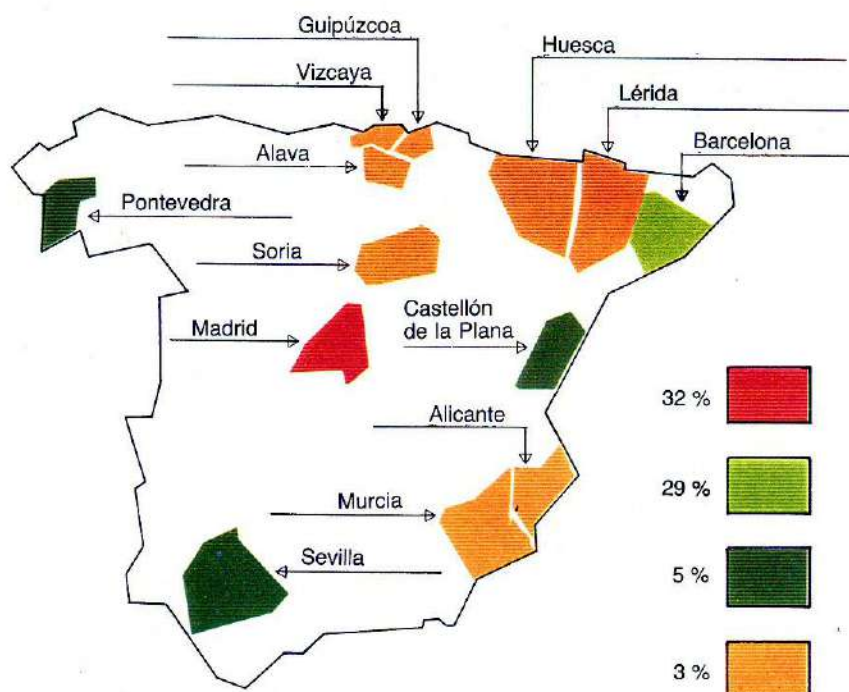 Guipúzcoa
Huesca
Vizcaya
Lérida
Alava
Barcelona
Pontevedra
Soria
Madrid
Castellón
de la Plana
32 %
Alicante
29 %
Murcia
Sevilla
5 %
3 %